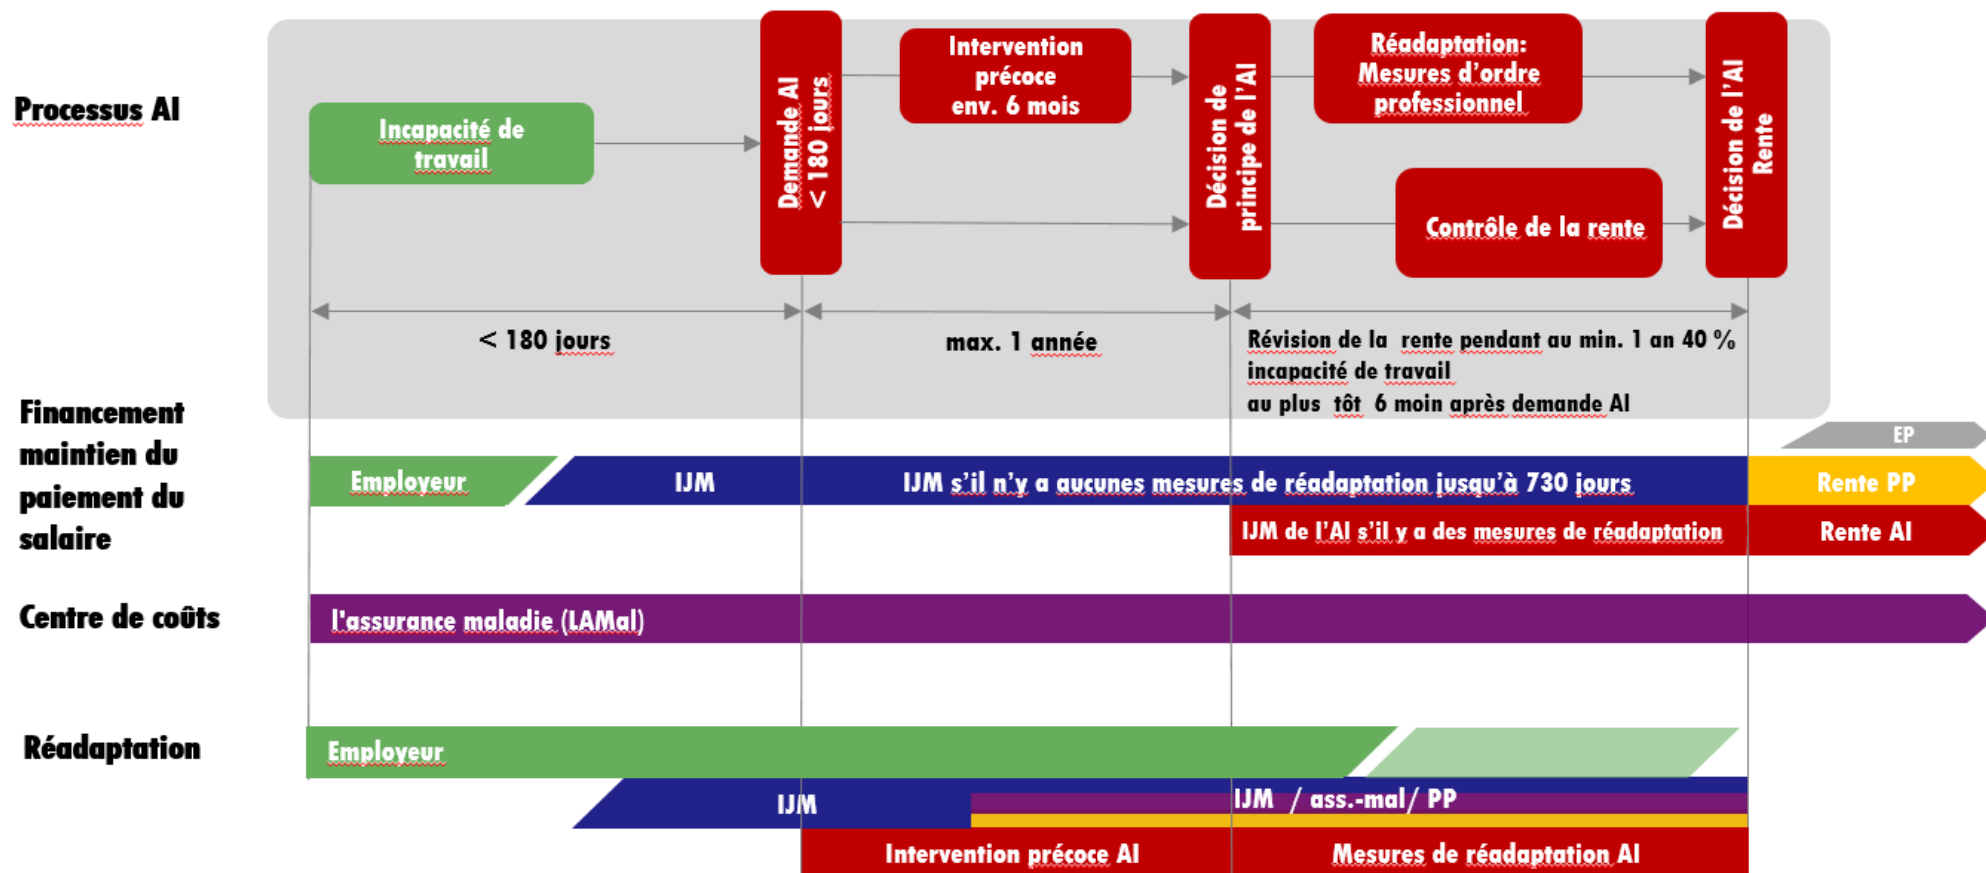 Processus AI
Incapacité de
travail
Demande AI
< 180 jours
Intervention
précoce
env. 6 mois
Décision de
principe de l’AI
Réadaptation:
Mesures d’ordre
professionnel
Contrôle de la rente
Décision de l’AI
Rente
< 180 jours
max. 1 année
Révision de la rente pendant au min. 1 an 40 %
incapacité de travail
au plus tôt 6 moin après demande AI
Financement
maintien du
paiement du
salaire
EP
Employeur
IJM
IJM s’il n’y a aucunes mesures de réadaptation jusqu’à 730 jours
Rente PP
IJM de l’AI s’il y a des mesures de réadaptation
Rente AI
Centre de coûts
l'assurance maladie (LAMal)
Réadaptation
Employeur
IJM
IJM / ass.-mal/ PP
Intervention précoce AI
Mesures de réadaptation AI